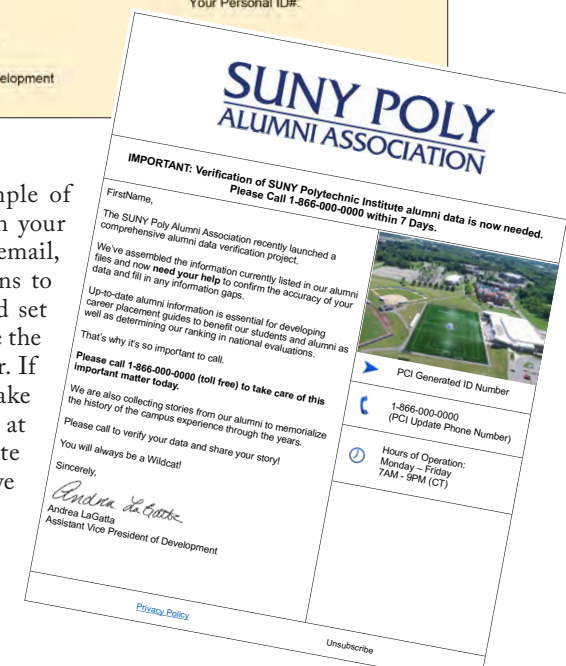 Your Personal ID#:
elopment
mple of
n your
email,
ns to
d set
e the
r. If
ake
at
te
ve
SUNY POLY
ALUMNI ASSOCIATION
IMPORTANT: Verification of SUNY Polytechnic Institute alumni data is now needed.
Please Call 1-866-000-0000 within 7 Days.
FirstName,
The SUNY Poly Alumni Association recently launched a
comprehensive alumni data verification project.
We've assembled the information currently listed in our alumni
files and now need your help to confirm the accuracy of your
data and fill in any information gaps.
Up-to-date alumni information is essential for developing
career placement guides to benefit our students and alumni as
well as determining our ranking in national evaluations.
That's why it's so important to call.
Please call 1-866-000-0000 (toll free) to take care of this
important matter today.
We are also collecting stories from our alumni to memorialize
the history of the campus experience through the years.
Please call to verify your data and share your story!
You will always be a Wildcat!
Sincerely,
Andrea LaGatta
Andrea LaGatta
Assistant Vice President of Development
PCI Generated ID Number
1-866-000-0000
(PCI Update Phone Number)
Hours of Operation:
Monday – Friday
7AM - 9PM (CT)
Privacy Policy
Unsubscribe